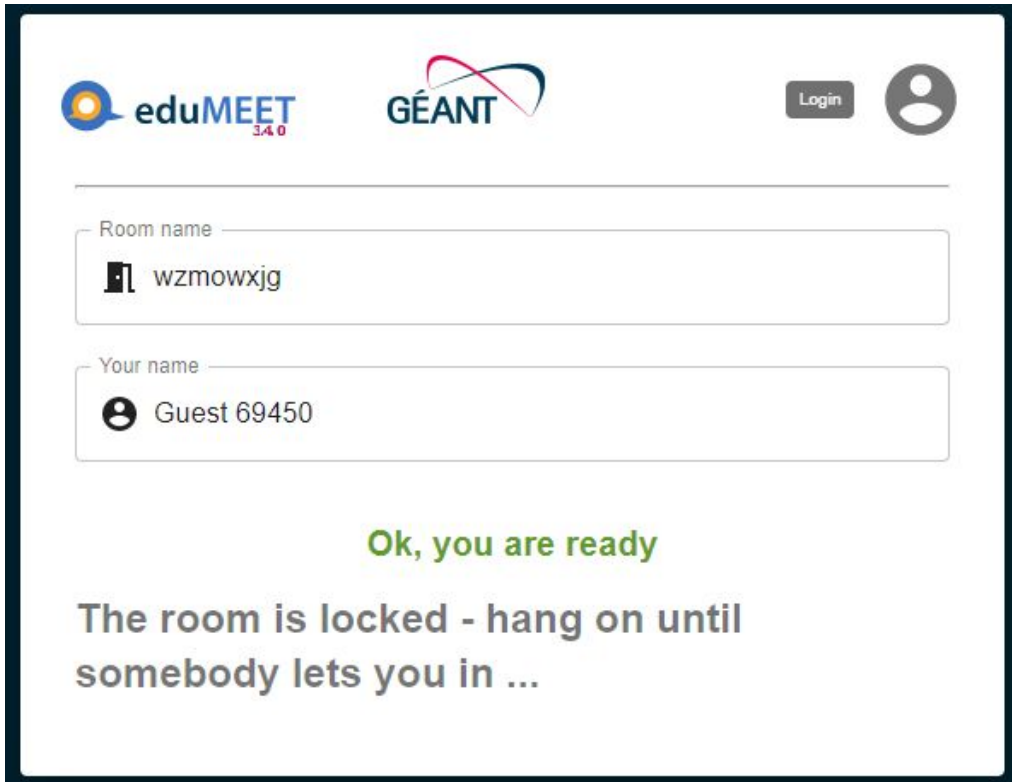 eduMEET
3.4.0
GÉANT
Login
Room name
wzmowxjg
Your name
Guest 69450
Ok, you are ready
The room is locked - hang on until
somebody lets you in ...